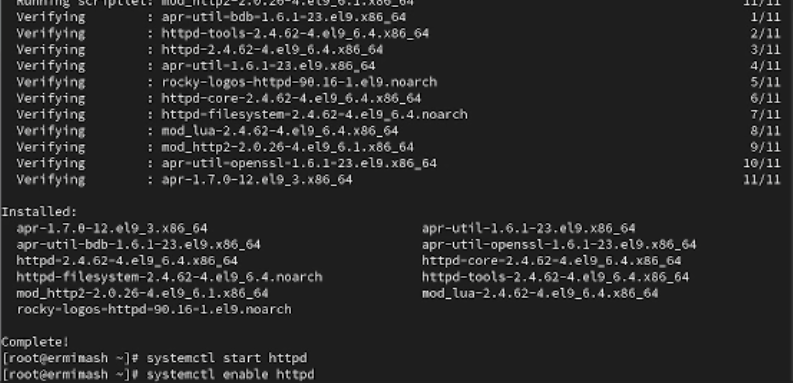 Running scriptlet: mod_http2-2.0.26-4.el9_6.1.x86_64 11/11
Verifying : apr-util-bdb-1.6.1-23.el9.x86_64 1/11
Verifying : httpd-tools-2.4.62-4.el9_6.4.x86_64 2/11
Verifying : httpd-2.4.62-4.el9_6.4.x86_64 3/11
Verifying : apr-util-1.6.1-23.el9.x86_64 4/11
Verifying : rocky-logos-httpd-90.16-1.el9.noarch 5/11
Verifying : httpd-core-2.4.62-4.el9_6.4.x86_64 6/11
Verifying : httpd-filesystem-2.4.62-4.el9_6.4.noarch 7/11
Verifying : mod_lua-2.4.62-4.el9_6.4.x86_64 8/11
Verifying : mod_http2-2.0.26-4.el9_6.1.x86_64 9/11
Verifying : apr-util-openssl-1.6.1-23.el9.x86_64 10/11
Verifying : apr-1.7.0-12.el9_3.x86_64 11/11
Installed:
apr-1.7.0-12.el9_3.x86_64 apr-util-1.6.1-23.el9.x86_64
apr-util-bdb-1.6.1-23.el9.x86_64 apr-util-openssl-1.6.1-23.el9.x86_64
httpd-2.4.62-4.el9_6.4.x86_64 httpd-core-2.4.62-4.el9_6.4.x86_64
httpd-filesystem-2.4.62-4.el9_6.4.noarch httpd-tools-2.4.62-4.el9_6.4.x86_64
mod_http2-2.0.26-4.el9_6.1.x86_64 mod_lua-2.4.62-4.el9_6.4.x86_64
rocky-logos-httpd-90.16-1.el9.noarch
Complete!
[root@ermimash ~]# systemctl start httpd
[root@ermimash ~]# systemctl enable httpd